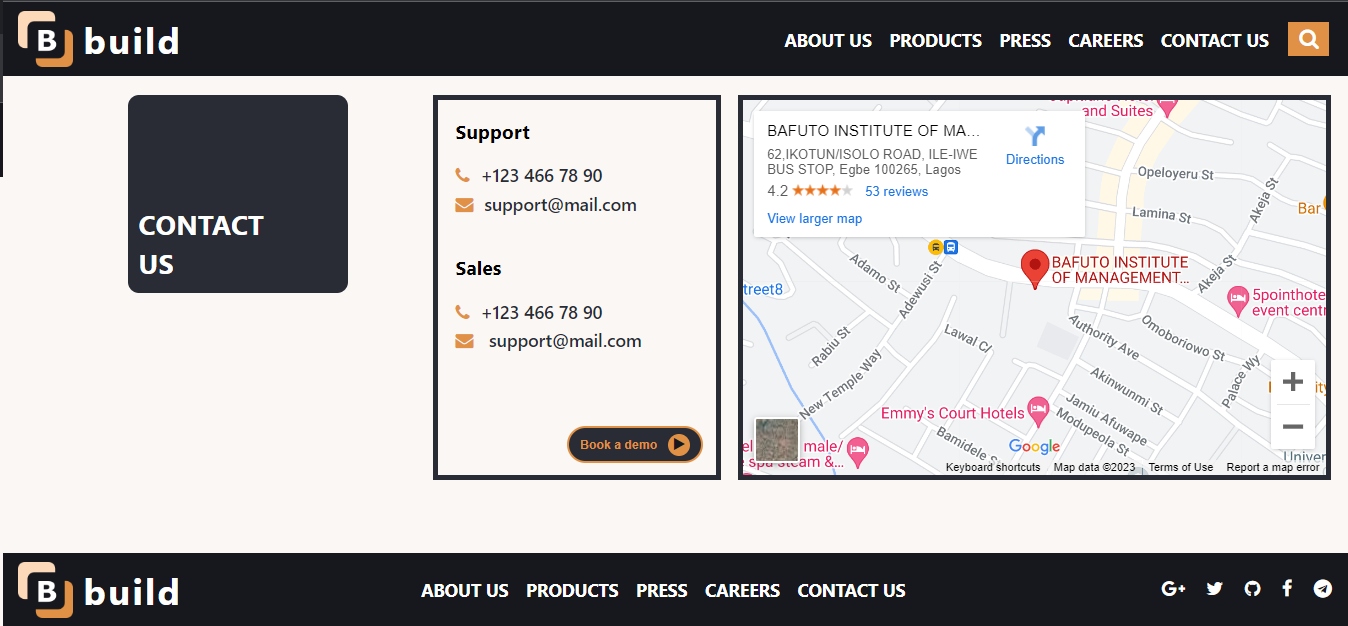 B build
ABOUT US PRODUCTS PRESS CAREERS CONTACT US
CONTACT
US
Support
+123 466 78 90
support@mail.com
Sales
+123 466 78 90
support@mail.com
Book a demo
and Suites
BAFUTO INSTITUTE OF MA...
62,IKOTUN/ISOLO ROAD, ILE-IWE
BUS STOP, Egbe 100265, Lagos
4.2 53 reviews
View larger map
Directions
Opeloyeru St
Lamina St
Akeja St
Bar
Adamo St
Adewusi St
BAFUTO INSTITUTE
OF MANAGEMENT...
Akeja St
treet8
5pointhote
event centr
Rabiu St
Lawal Cl
Authority Ave
Omoboriowo St
New Temple Way
Akinwunmi St
Palace Wy
Emmy's Court Hotels
Jamiu Afuwape
Modupeola St
Bamidele S
male/
spa steam &...
Google
Univer
Keyboard shortcuts Map data ©2023 Terms of Use Report a map error
B build
ABOUT US PRODUCTS PRESS CAREERS CONTACT US
G+